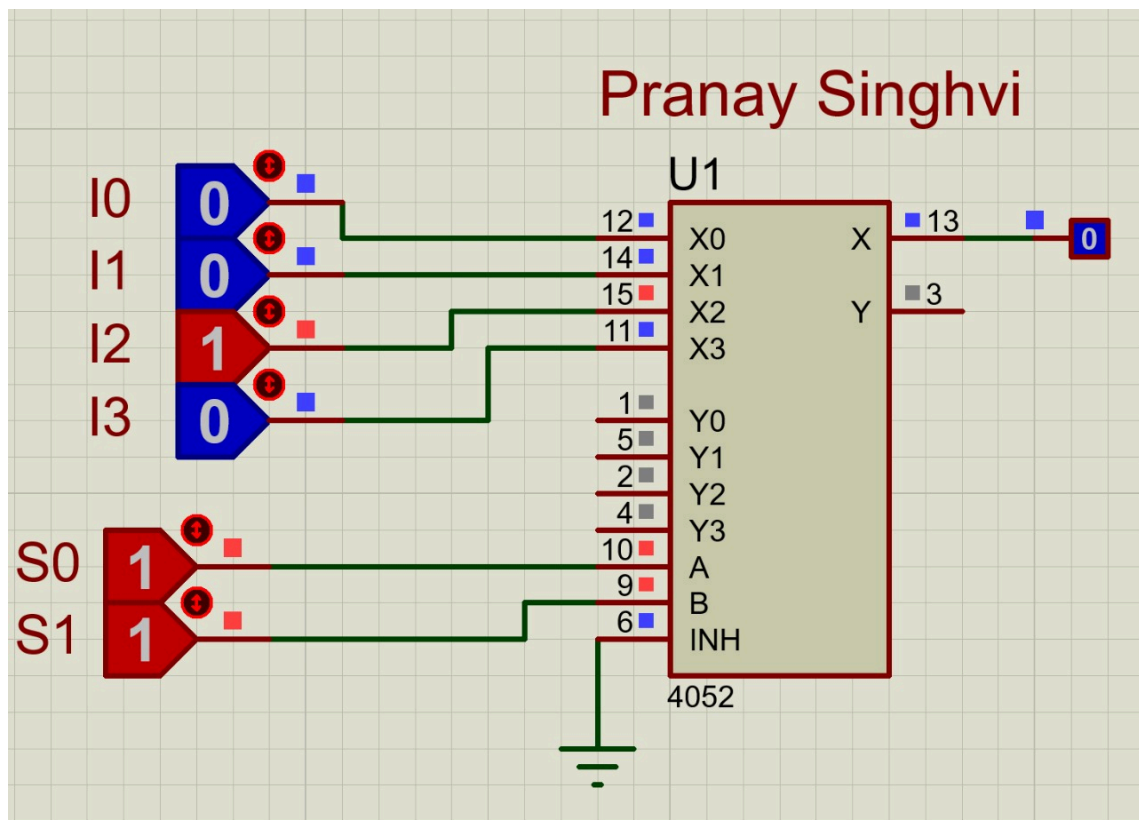 Pranay Singhvi
U1
I0 0
I1 0
I2 1
I3 0
S0 1
S1 1
12 X0 X 13 0
14 X1
15 X2 Y 3
11 X3
1 Y0
5 Y1
2 Y2
4 Y3
10 A
9 B
6 INH
4052